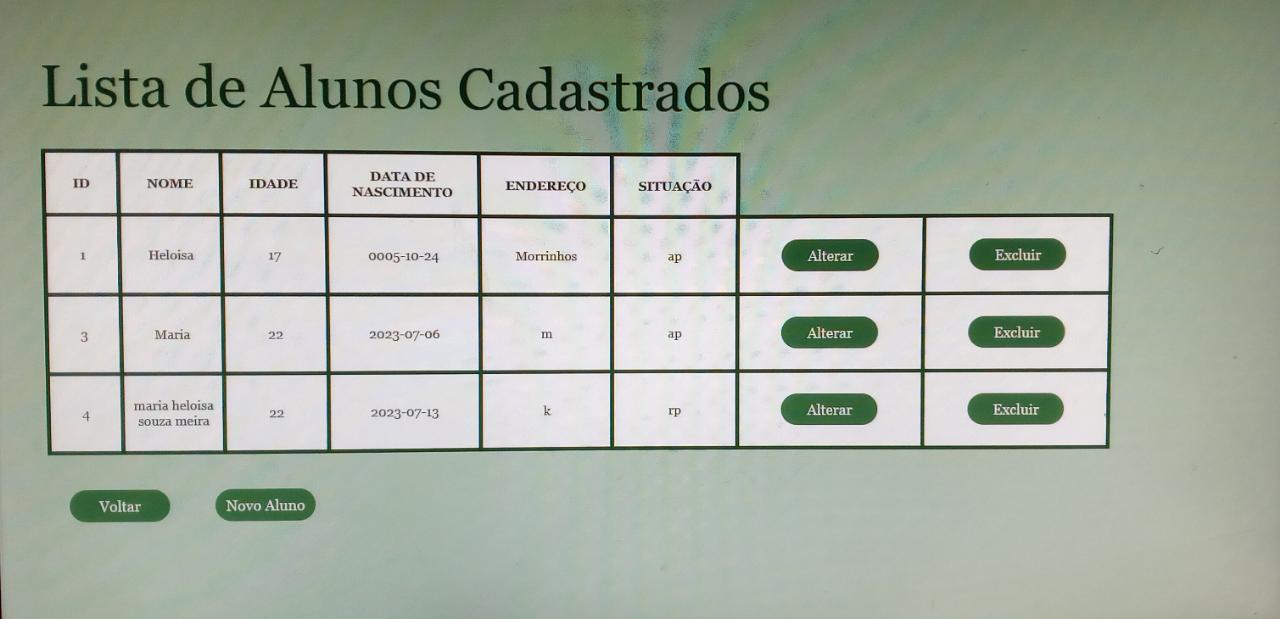 Lista de Alunos Cadastrados
ID NOME IDADE DATA DE NASCIMENTO ENDEREÇO SITUAÇÃO
1 Heloisa 17 0005-10-24 Morrinhos ap Alterar Excluir
3 Maria 22 2023-07-06 m ap Alterar Excluir
4 maria heloisa souza meira 22 2023-07-13 k rp Alterar Excluir
Voltar Novo Aluno